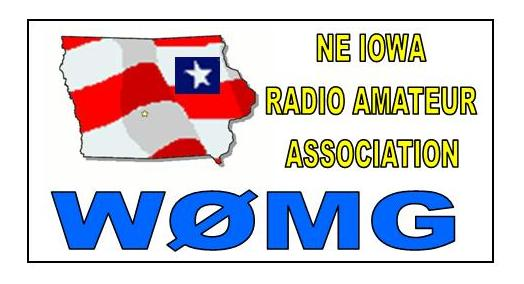 NE IOWA
RADIO AMATEUR
ASSOCIATION
WØMG